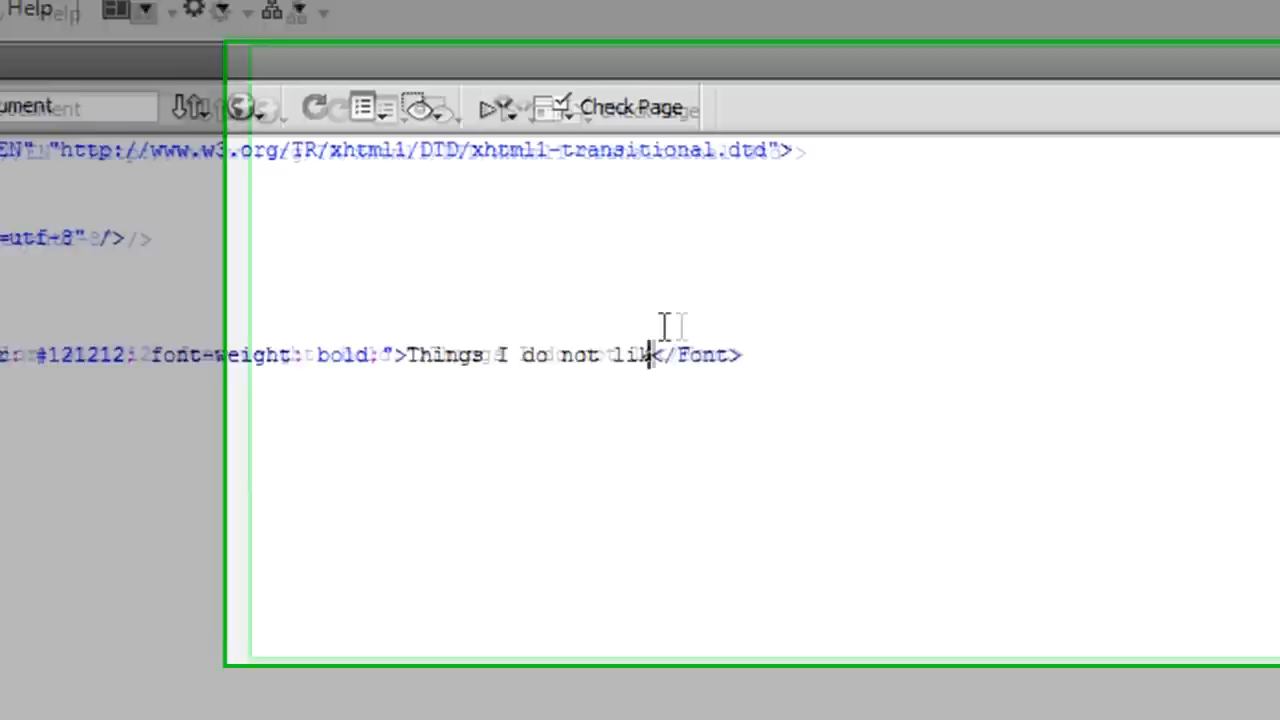 Help
ument
Check Page
EN" "http://www.w3.org/TR/xhtml1/DTD/xhtml1-transitional.dtd">
=utf-8" />
r: #121212; font-weight: bold;">Things I do not lik</Font>